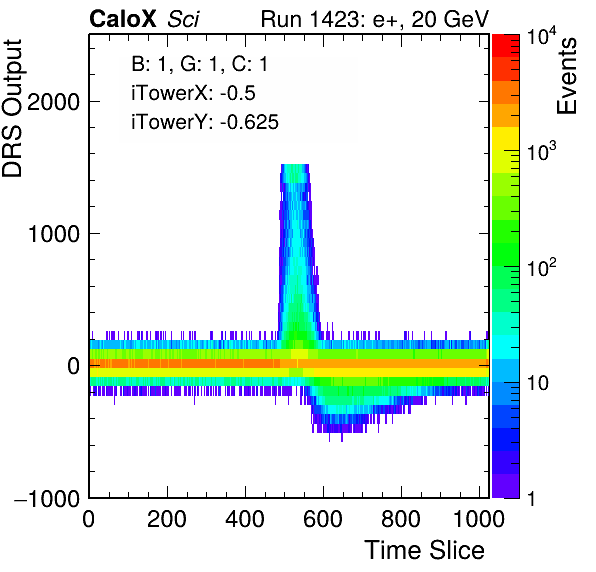 CaloX Sci
Run 1423: e+, 20 GeV
B: 1, G: 1, C: 1
iTowerX: -0.5
iTowerY: -0.625
DRS Output
2000
1000
0
−1000
0 200 400 600 800 1000
Time Slice
Events
10^4
10^3
10^2
10
1